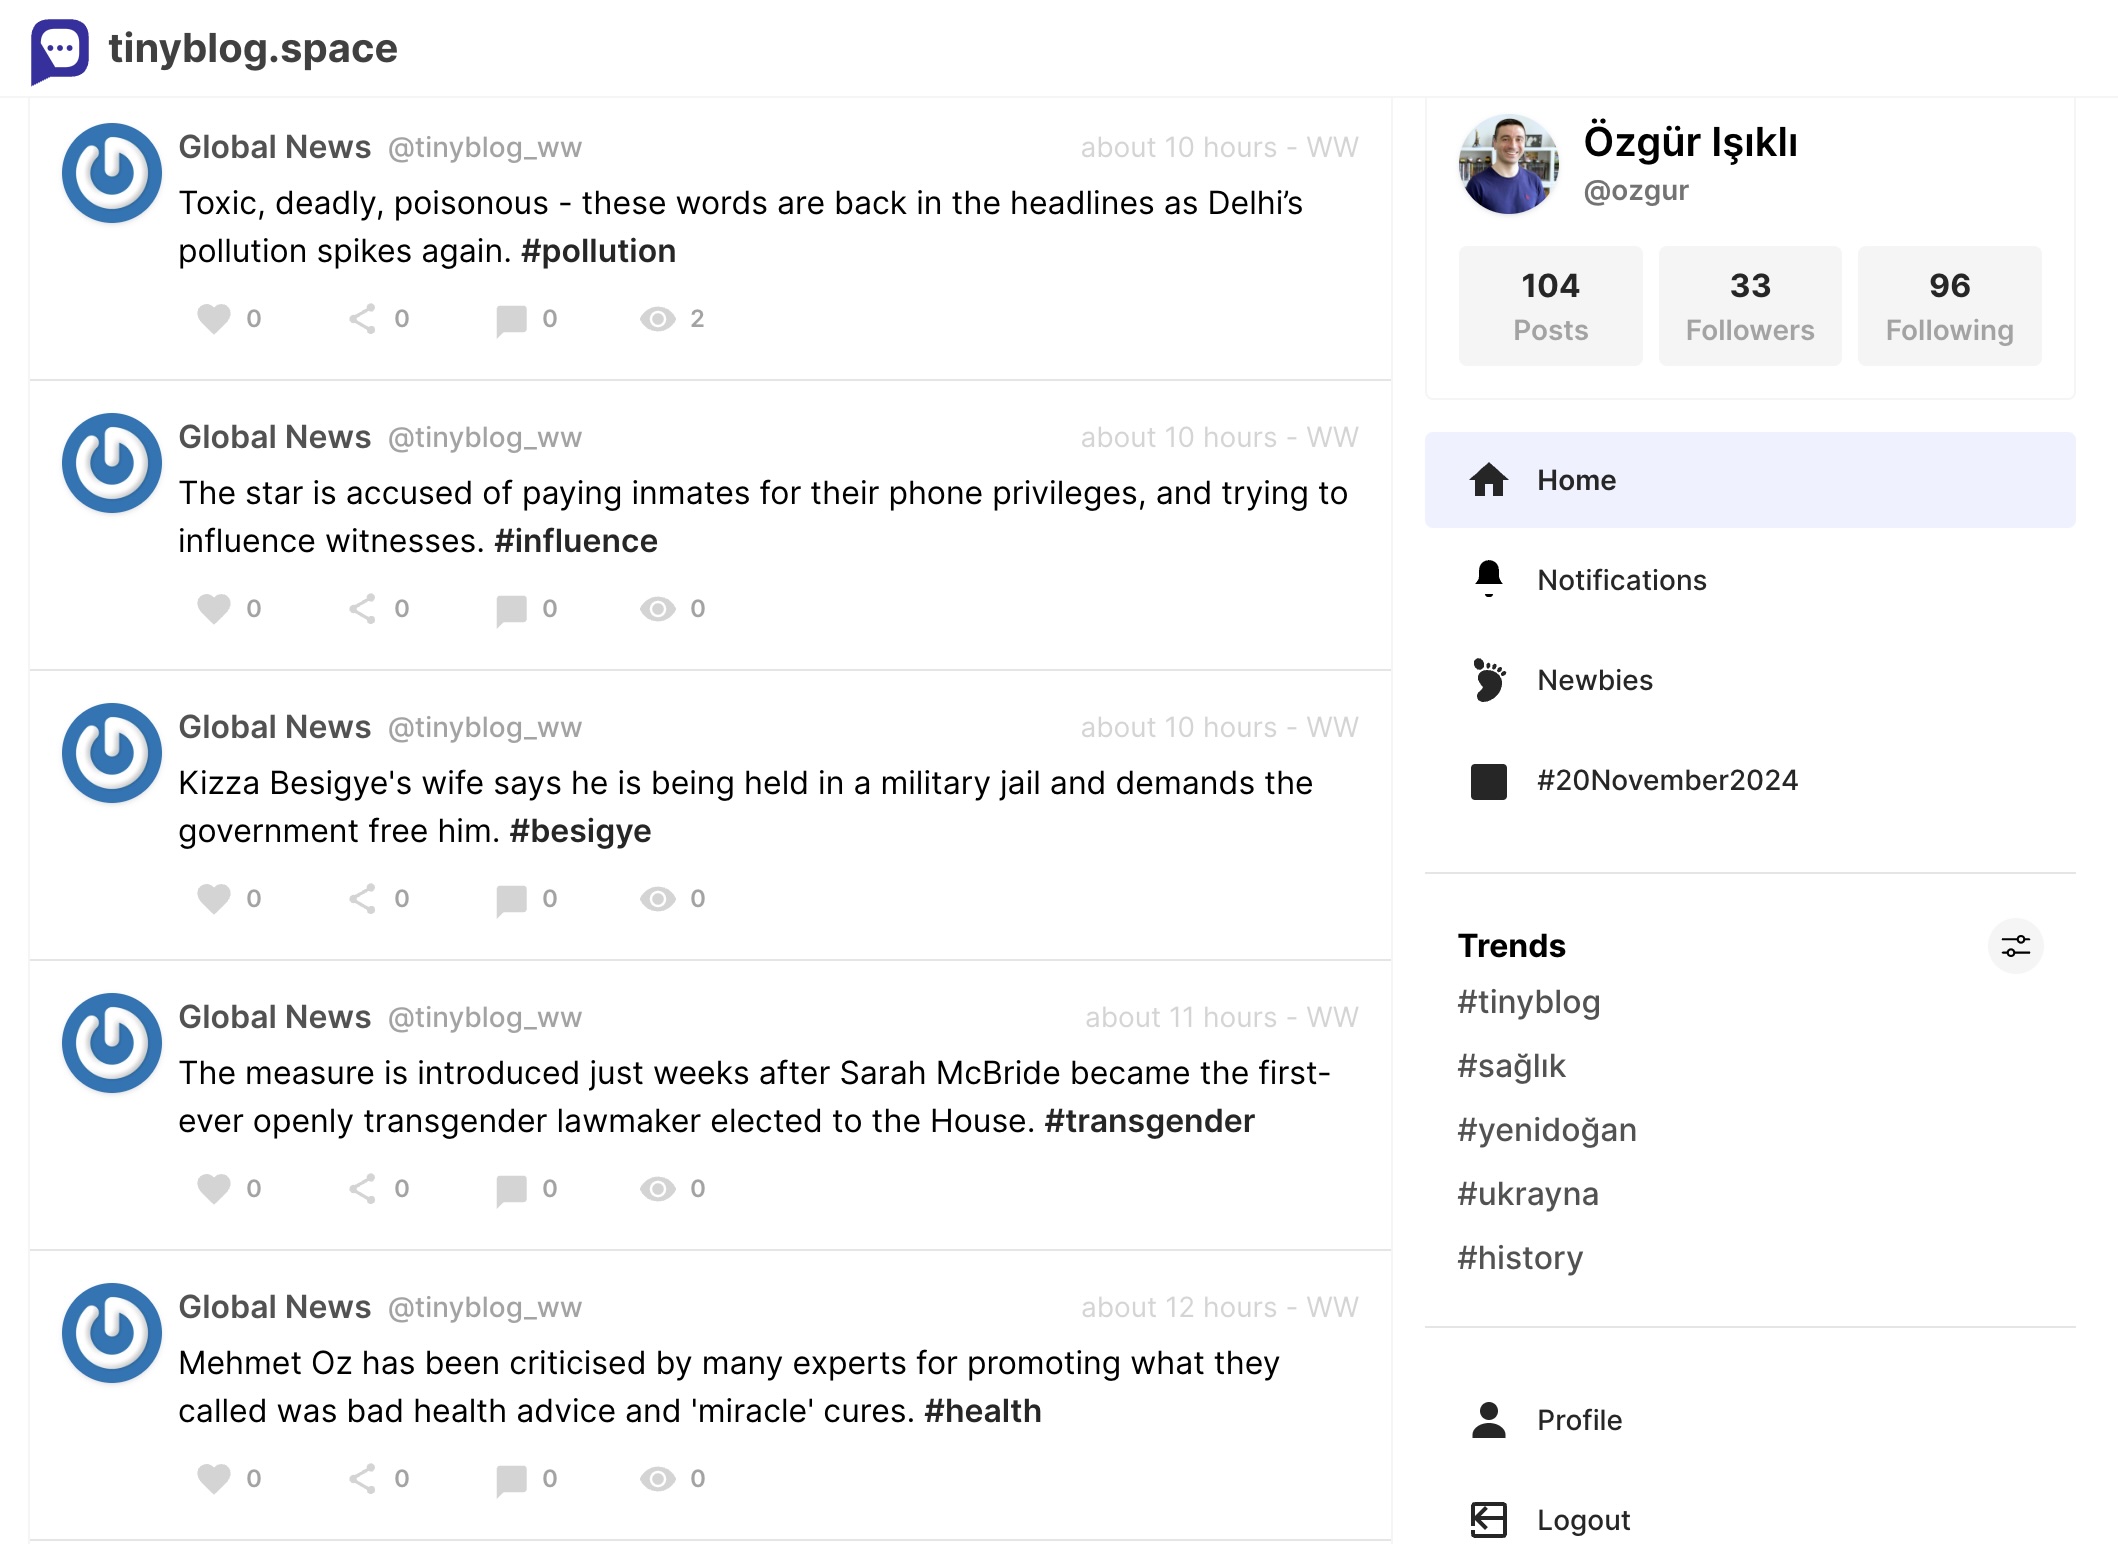 tinyblog.space
Global News @tinyblog_ww about 10 hours - WW
Toxic, deadly, poisonous - these words are back in the headlines as Delhi’s
pollution spikes again. #pollution
0 0 0 2
Global News @tinyblog_ww about 10 hours - WW
The star is accused of paying inmates for their phone privileges, and trying to
influence witnesses. #influence
0 0 0 0
Global News @tinyblog_ww about 10 hours - WW
Kizza Besigye's wife says he is being held in a military jail and demands the
government free him. #besigye
0 0 0 0
Global News @tinyblog_ww about 11 hours - WW
The measure is introduced just weeks after Sarah McBride became the first-
ever openly transgender lawmaker elected to the House. #transgender
0 0 0 0
Global News @tinyblog_ww about 12 hours - WW
Mehmet Oz has been criticised by many experts for promoting what they
called was bad health advice and 'miracle' cures. #health
0 0 0 0
Özgür Işıklı
@ozgur
104 33 96
Posts Followers Following
Home
Notifications
Newbies
#20November2024
Trends
#tinyblog
#sağlık
#yenidoğan
#ukrayna
#history
Profile
Logout